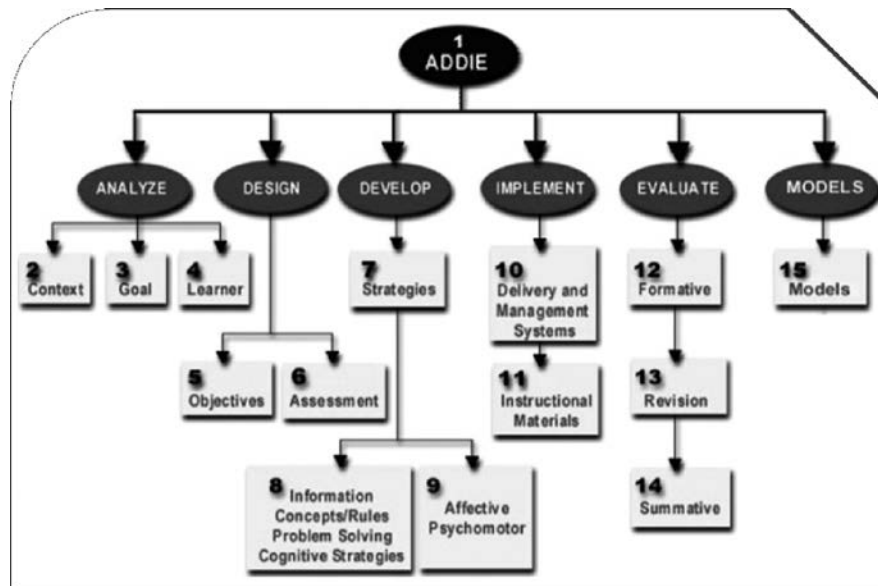 1
ADDIE
ANALYZE
DESIGN
DEVELOP
IMPLEMENT
EVALUATE
MODELS
2
Context
3
Goal
4
Learner
7
Strategies
10
Delivery and
Management
Systems
12
Formative
15
Models
5
Objectives
6
Assessment
11
Instructional
Materials
13
Revision
8
Information
Concepts/Rules
Problem Solving
Cognitive Strategies
9
Affective
Psychomotor
14
Summative